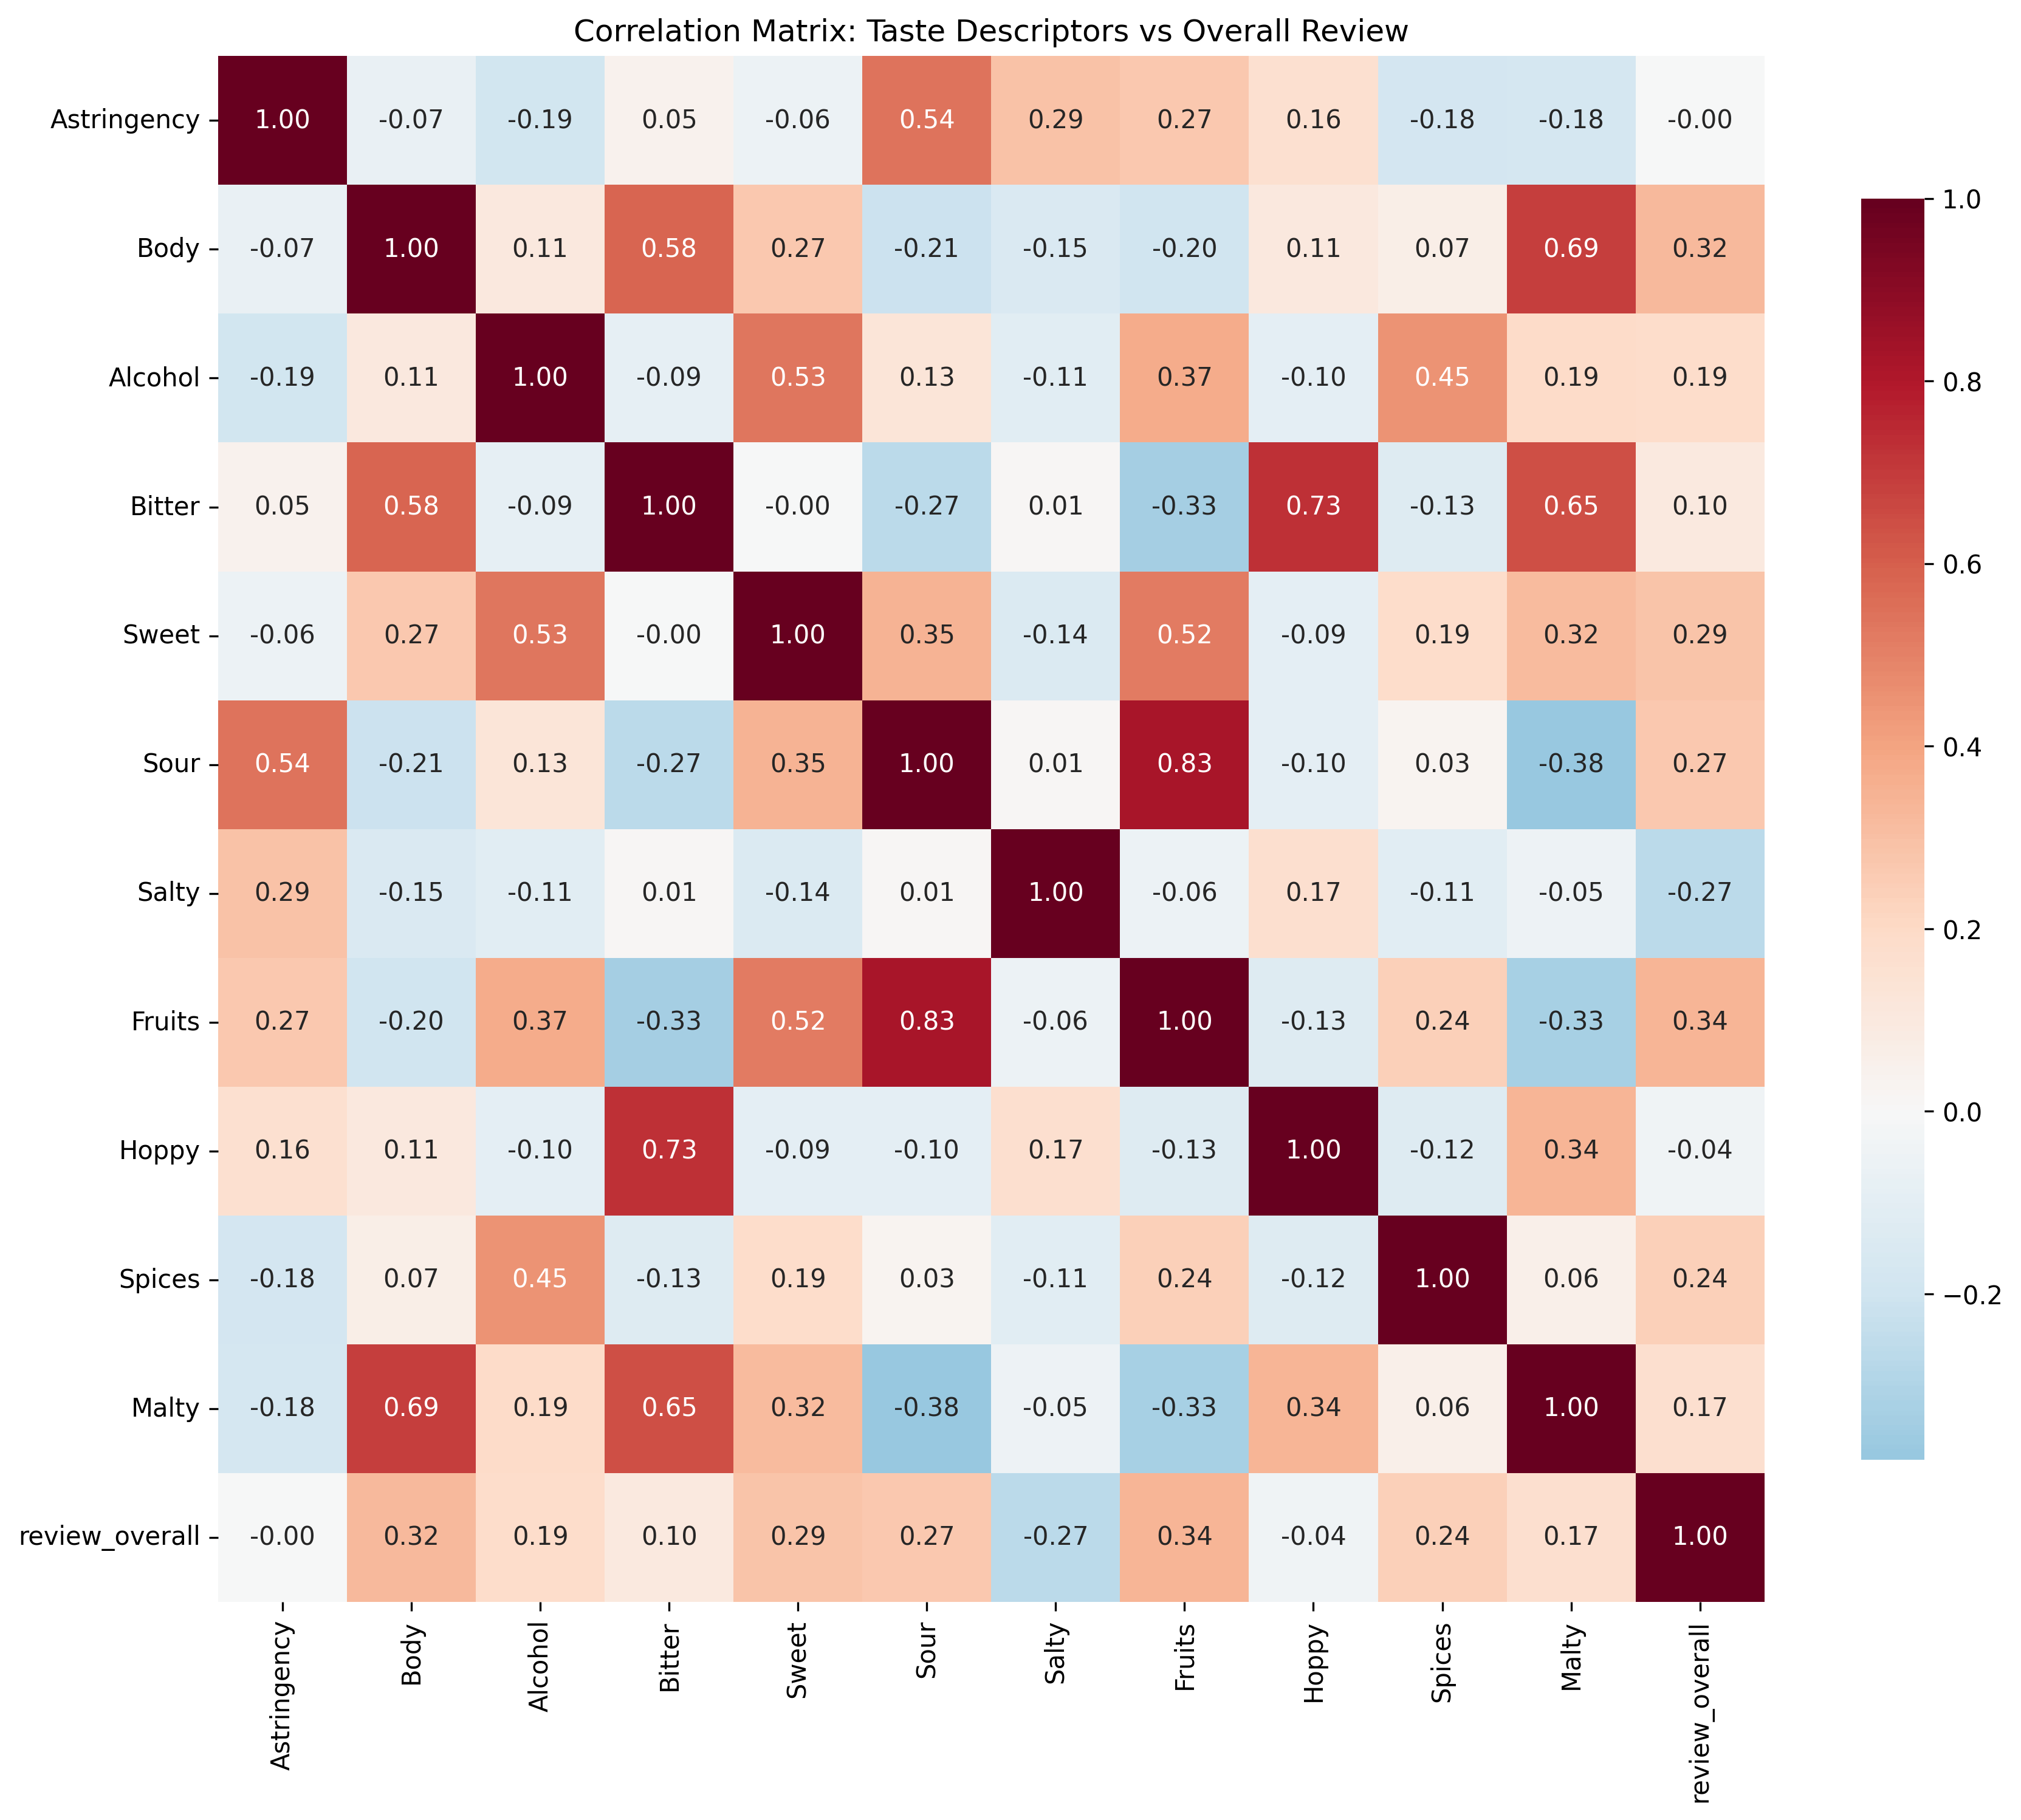 Correlation Matrix: Taste Descriptors vs Overall Review
Astringency 1.00 -0.07 -0.19 0.05 -0.06 0.54 0.29 0.27 0.16 -0.18 -0.18 -0.00
Body -0.07 1.00 0.11 0.58 0.27 -0.21 -0.15 -0.20 0.11 0.07 0.69 0.32
Alcohol -0.19 0.11 1.00 -0.09 0.53 0.13 -0.11 0.37 -0.10 0.45 0.19 0.19
Bitter 0.05 0.58 -0.09 1.00 -0.00 -0.27 0.01 -0.33 0.73 -0.13 0.65 0.10
Sweet -0.06 0.27 0.53 -0.00 1.00 0.35 -0.14 0.52 -0.09 0.19 0.32 0.29
Sour 0.54 -0.21 0.13 -0.27 0.35 1.00 0.01 0.83 -0.10 0.03 -0.38 0.27
Salty 0.29 -0.15 -0.11 0.01 -0.14 0.01 1.00 -0.06 0.17 -0.11 -0.05 -0.27
Fruits 0.27 -0.20 0.37 -0.33 0.52 0.83 -0.06 1.00 -0.13 0.24 -0.33 0.34
Hoppy 0.16 0.11 -0.10 0.73 -0.09 -0.10 0.17 -0.13 1.00 -0.12 0.34 -0.04
Spices -0.18 0.07 0.45 -0.13 0.19 0.03 -0.11 0.24 -0.12 1.00 0.06 0.24
Malty -0.18 0.69 0.19 0.65 0.32 -0.38 -0.05 -0.33 0.34 0.06 1.00 0.17
review_overall -0.00 0.32 0.19 0.10 0.29 0.27 -0.27 0.34 -0.04 0.24 0.17 1.00
Astringency Body Alcohol Bitter Sweet Sour Salty Fruits Hoppy Spices Malty review_overall
1.0
0.8
0.6
0.4
0.2
0.0
−0.2